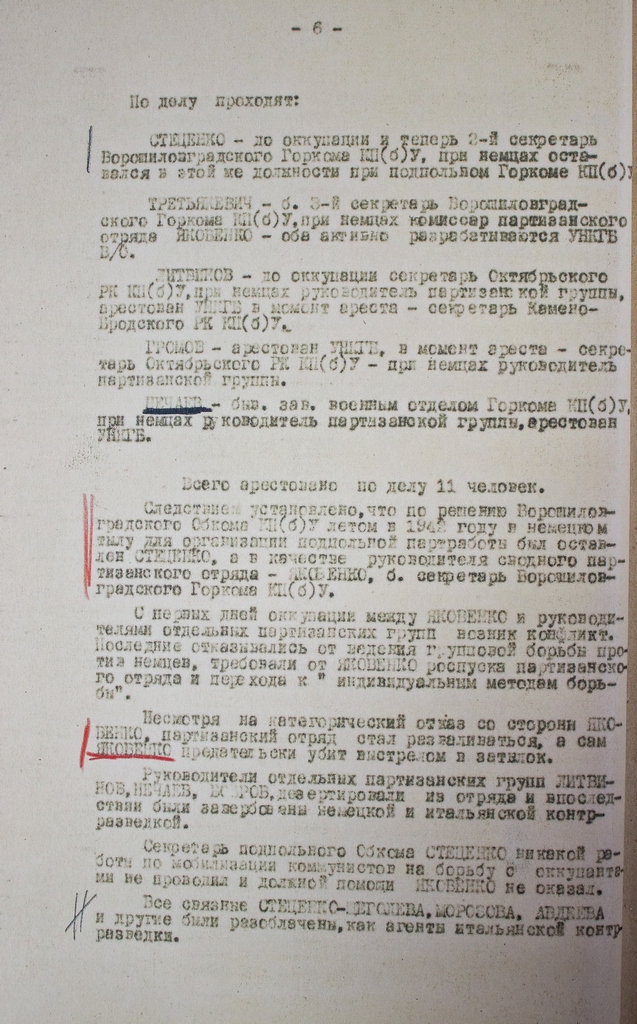 - 6 -
По делу проходят:
СТЕЦЕНКО - до оккупации и теперь 2-й секретарь
Ворошиловградского Горкома КП(б)У, при немцах оста-
вался в этой же должности при подпольном Горкоме КП(б)У
ТРЕТЬЯКЕВИЧ - б. 3-й секретарь Ворошиловград-
ского Горкома КП(б)У, при немцах комиссар партизанского
отряда ЯКОВЕНКО - оба активно разрабатываются УНКГБ
В/О.
ЛИТВИНОВ - до оккупации секретарь Октябрьского
РК КП(б)У, при немцах руководитель партизанской группы,
арестован УНКГБ в момент ареста - секретарь Камено-
Бродского РК КП(б)У.
ГРОМОВ - арестован УНКГБ, в момент ареста - секре-
тарь Октябрьского РК КП(б)У - при немцах руководитель
партизанской группы.
НЕЧАЕВ - быв. зав. военным отделом Горкома КП(б)У,
при немцах руководитель партизанской группы, арестован
УНКГБ.
Всего арестовано по делу 11 человек.
Следствием установлено, что по решению Ворошилов-
градского Обкома КП(б)У летом в 1942 году в немецком
тылу для организации подпольной партработы был остав-
лен СТЕЦЕНКО, а в качестве руководителя сводного пар-
тизанского отряда - ЯКОВЕНКО, б. секретарь Ворошилов-
градского Горкома КП(б)У.
С первых дней оккупации между ЯКОВЕНКО и руководи-
телями отдельных партизанских групп возник конфликт.
Последние отказывались от ведения групповой борьбы про
тив немцев, требовали от ЯКОВЕНКО роспуска партизанско-
го отряда и перехода к " индивидуальным методам борь-
бы".
Несмотря на категорический отказ со сторони ЯКО-
ВЕНКО, партизанский отряд стал разваливаться, а сам
ЯКОВЕНКО предательски убит выстрелом в затылок.
Руководители отдельных партизанских групп ЛИТВИ-
НОВ, НЕЧАЕВ, дезертировали из отряда и впослед-
ствии были завербованы немецкой и итальянской контр-
разведкой.
Секретарь подпольного Обкома СТЕЦЕНКО никакой ра-
боты по мобилизации коммунистов на борьбу с оккупанта-
ми не проводил и должной помощи ЯКОВЕНКО не оказал.
Все связные СТЕЦЕНКО-ЩЕГОЛЕВА, МОРОЗОВА, АВДЕЕВА
и другие были разоблачены, как агенты итальянской контр
разведки.